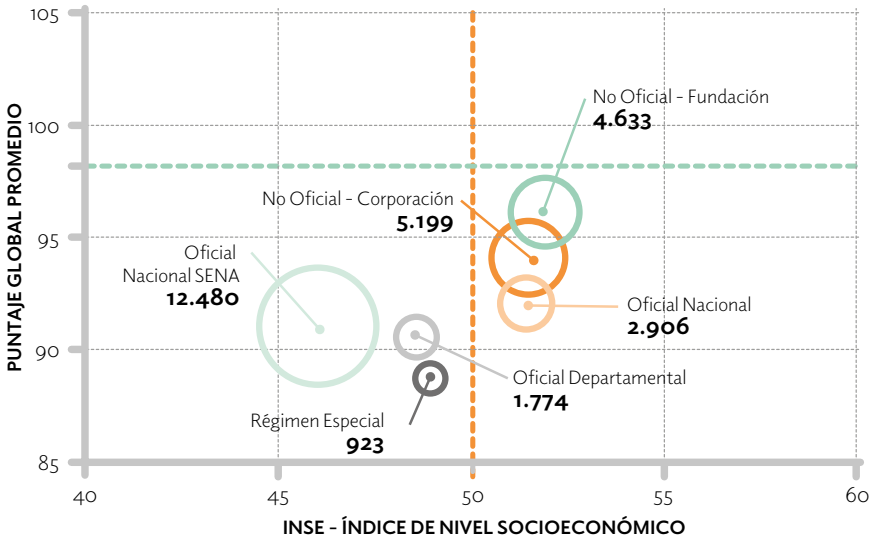 PUNTAJE GLOBAL PROMEDIO
105
100
95
90
85
No Oficial - Fundación
4.633
No Oficial - Corporación
5.199
Oficial
Nacional SENA
12.480
Oficial Nacional
2.906
Oficial Departamental
1.774
Régimen Especial
923
40
45
50
55
60
INSE - ÍNDICE DE NIVEL SOCIOECONÓMICO